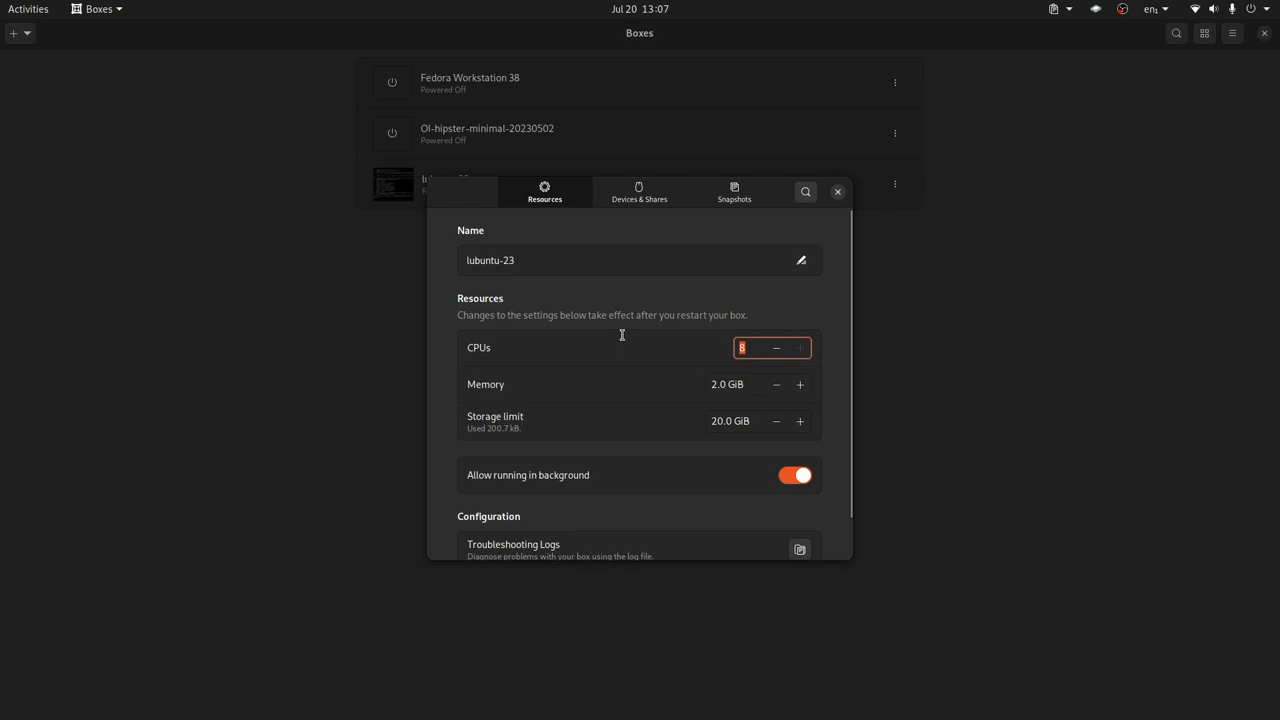 Activities
Boxes
Jul 20 13:07
en₁
Boxes
Fedora Workstation 38
Powered Off
OI-hipster-minimal-20230502
Powered Off
Resources
Devices & Shares
Snapshots
Name
lubuntu-23
Resources
Changes to the settings below take effect after you restart your box.
CPUs
8
Memory
2.0 GiB
Storage limit
Used 200.7 kB.
20.0 GiB
Allow running in background
Configuration
Troubleshooting Logs
Diagnose problems with your box using the log file.